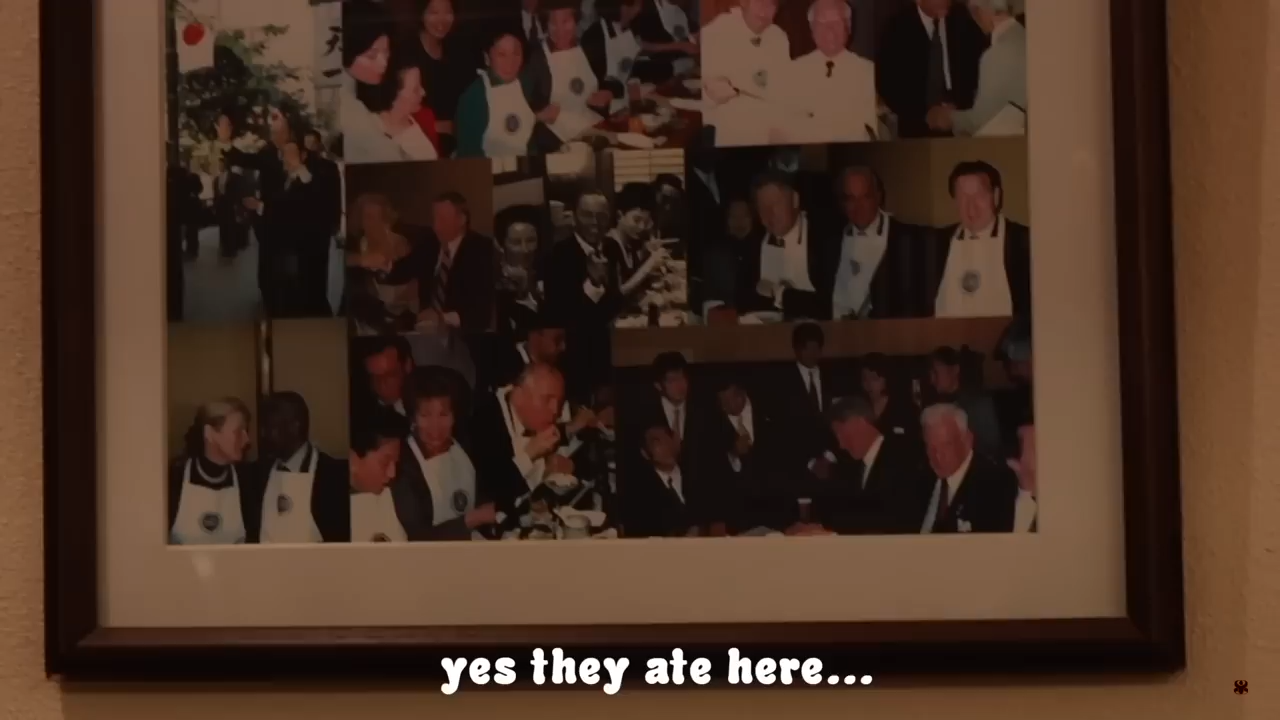 yes they ate here...